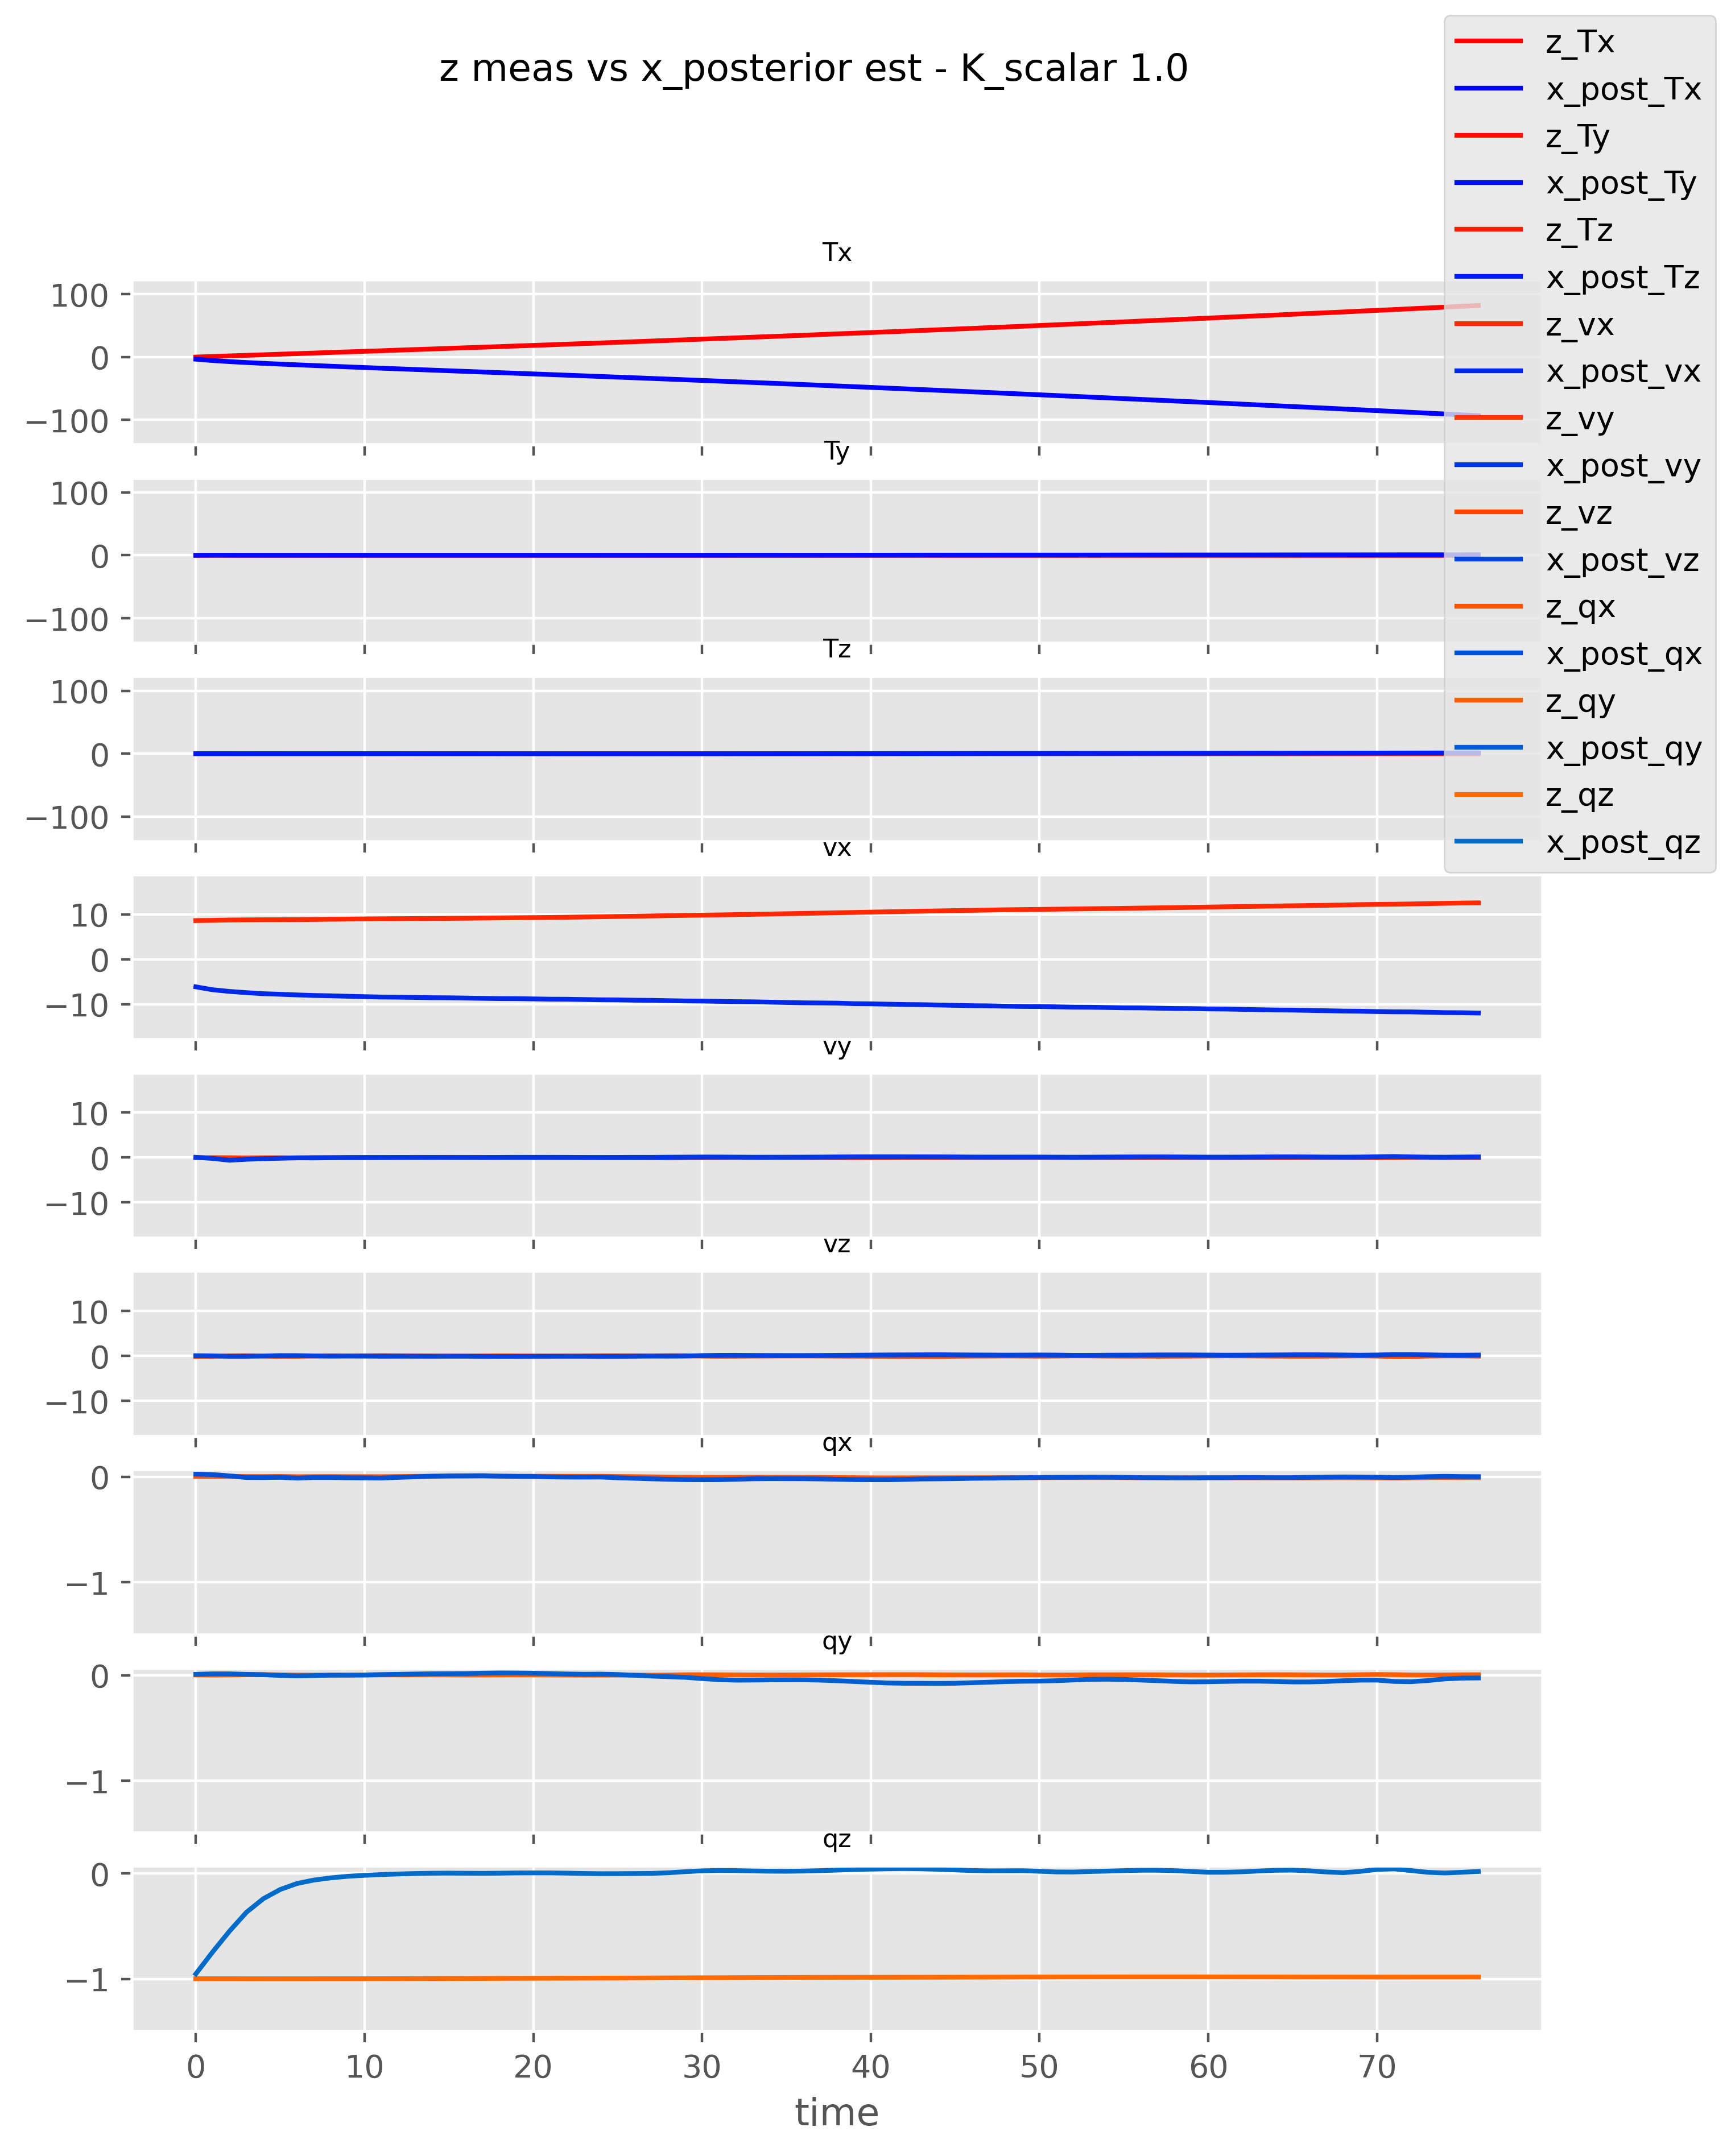 z meas vs x_posterior est - K_scalar 1.0
z_Tx
x_post_Tx
z_Ty
x_post_Ty
z_Tz
x_post_Tz
z_vx
x_post_vx
z_vy
x_post_vy
z_vz
x_post_vz
z_qx
x_post_qx
z_qy
x_post_qy
z_qz
x_post_qz
Tx
100
0
−100
Ty
100
0
−100
Tz
100
0
−100
vx
10
0
−10
vy
10
0
−10
vz
10
0
−10
qx
0
−1
qy
0
−1
qz
0
−1
0 10 20 30 40 50 60 70
time